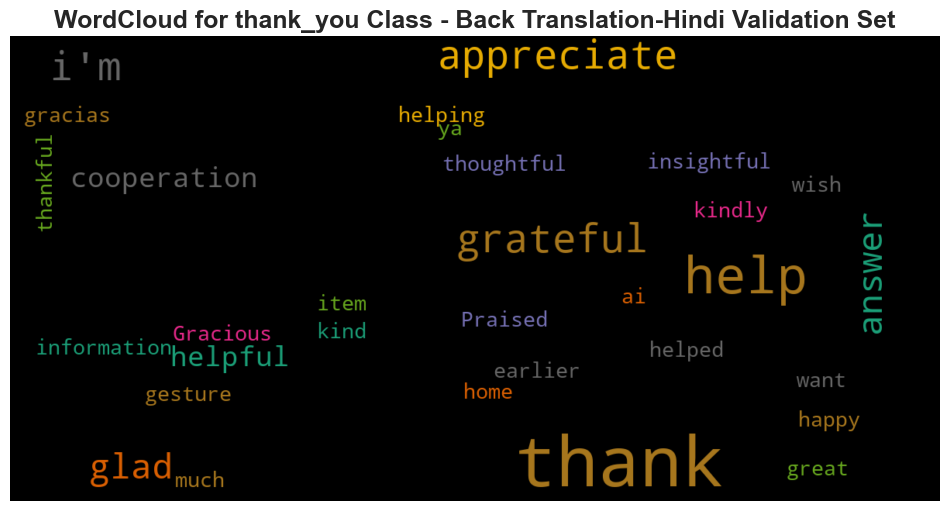 WordCloud for thank_you Class - Back Translation-Hindi Validation Set
i'm
appreciate
gracias
helping
ya
thankful
cooperation
thoughtful
insightful
wish
kindly
answer
grateful
help
ai
item
Praised
Gracious
kind
information
helpful
helped
earlier
home
want
gesture
happy
thank
glad
much
great